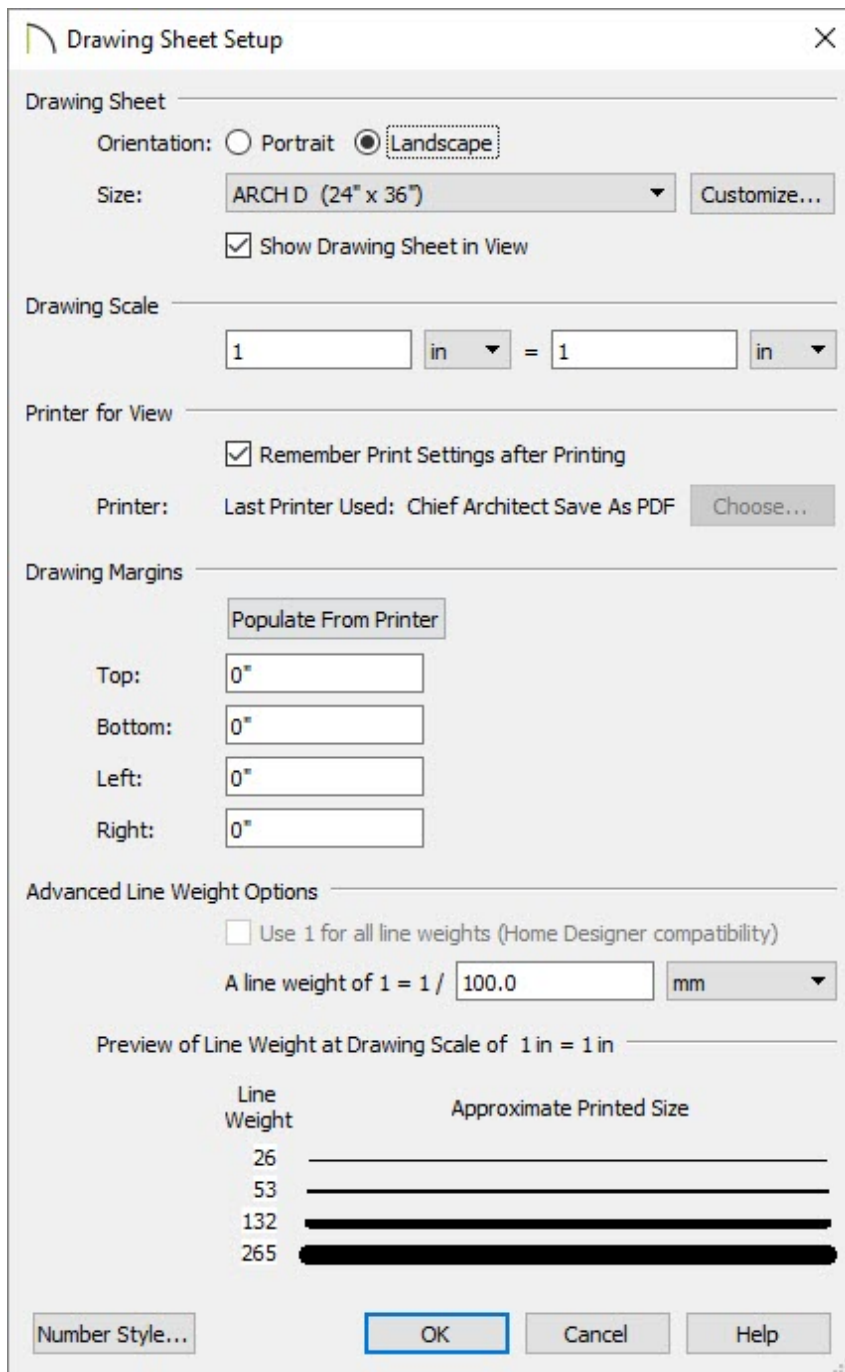 Drawing Sheet Setup
Drawing Sheet
Orientation: Portrait Landscape
Size: ARCH D (24" x 36") Customize...
Show Drawing Sheet in View
Drawing Scale
1 in = 1 in
Printer for View
Remember Print Settings after Printing
Printer: Last Printer Used: Chief Architect Save As PDF Choose...
Drawing Margins
Populate From Printer
Top: 0"
Bottom: 0"
Left: 0"
Right: 0"
Advanced Line Weight Options
Use 1 for all line weights (Home Designer compatibility)
A line weight of 1 = 1 / 100.0 mm
Preview of Line Weight at Drawing Scale of 1 in = 1 in
Line Weight Approximate Printed Size
26
53
132
265
Number Style... OK Cancel Help